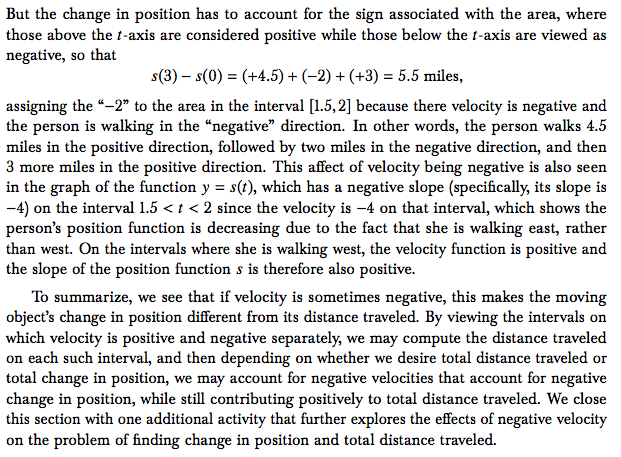 But the change in position has to account for the sign associated with the area, where
those above the t-axis are considered positive while those below the t-axis are viewed as
negative, so that
s(3) − s(0) = (+4.5) + (−2) + (+3) = 5.5 miles,
assigning the “−2” to the area in the interval [1.5, 2] because there velocity is negative and
the person is walking in the “negative” direction. In other words, the person walks 4.5
miles in the positive direction, followed by two miles in the negative direction, and then
3 more miles in the positive direction. This affect of velocity being negative is also seen
in the graph of the function y = s(t), which has a negative slope (specifically, its slope is
−4) on the interval 1.5 < t < 2 since the velocity is −4 on that interval, which shows the
person’s position function is decreasing due to the fact that she is walking east, rather
than west. On the intervals where she is walking west, the velocity function is positive and
the slope of the position function s is therefore also positive.
To summarize, we see that if velocity is sometimes negative, this makes the moving
object’s change in position different from its distance traveled. By viewing the intervals on
which velocity is positive and negative separately, we may compute the distance traveled
on each such interval, and then depending on whether we desire total distance traveled or
total change in position, we may account for negative velocities that account for negative
change in position, while still contributing positively to total distance traveled. We close
this section with one additional activity that further explores the effects of negative velocity
on the problem of finding change in position and total distance traveled.